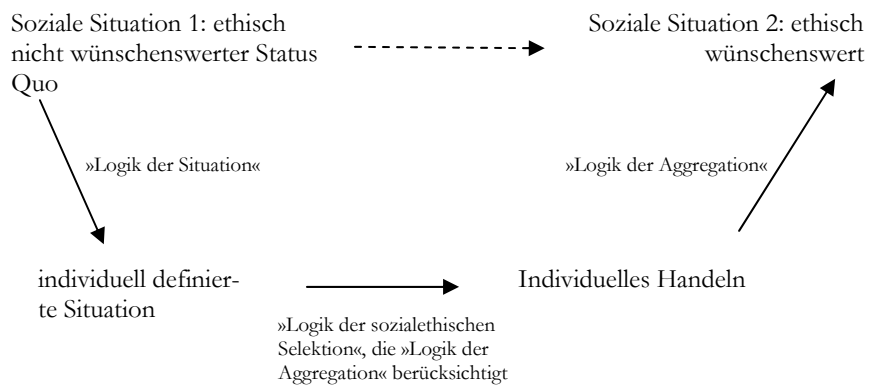 Soziale Situation 1: ethisch
nicht wünschenswerter Status
Quo
Soziale Situation 2: ethisch
wünschenswert
»Logik der Situation«
»Logik der Aggregation«
individuell definier-
te Situation
Individuelles Handeln
»Logik der sozialethischen
Selektion«, die »Logik der
Aggregation« berücksichtigt